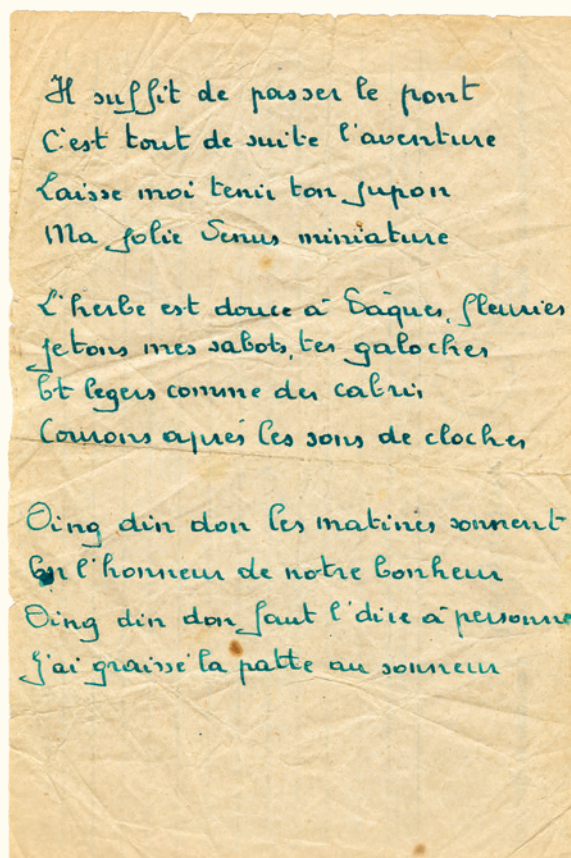 Il suffit de passer le pont
C'est tout de suite l'aventure
Laisse moi tenir ton jupon
Ma jolie Venus miniature
L'herbe est douce à Pâques fleuries
Jetons mes sabots, tes galoches
Et legers comme des cabris
Courons après les sons de cloches
Ding din don les matines sonnent
En l'honneur de notre bonheur
Ding din don faut l'dire à personne
J'ai graissé la patte au sonneur